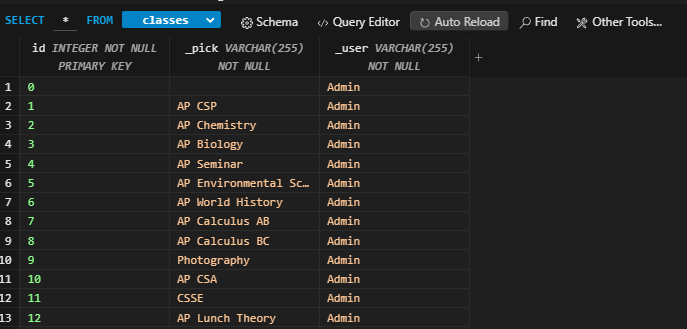 SELECT * FROM classes Schema Query Editor Auto Reload Find Other Tools...
id INTEGER NOT NULL PRIMARY KEY _pick VARCHAR(255) NOT NULL _user VARCHAR(255) NOT NULL +
1 0 Admin
2 1 AP CSP Admin
3 2 AP Chemistry Admin
4 3 AP Biology Admin
5 4 AP Seminar Admin
6 5 AP Environmental Sc… Admin
7 6 AP World History Admin
8 7 AP Calculus AB Admin
9 8 AP Calculus BC Admin
10 9 Photography Admin
11 10 AP CSA Admin
12 11 CSSE Admin
13 12 AP Lunch Theory Admin